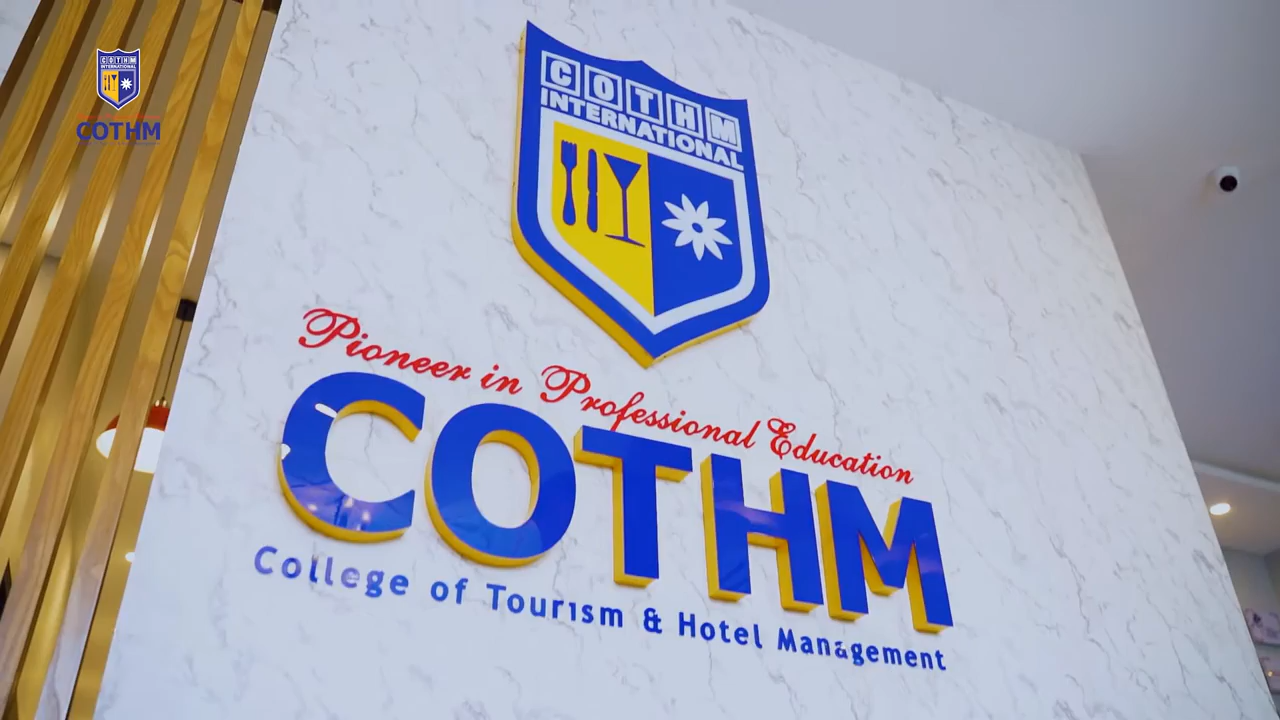 COTHM
INTERNATIONAL
COTHM
COTHM
INTERNATIONAL
Pioneer in Professional Education
COTHM
College of Tourism & Hotel Management